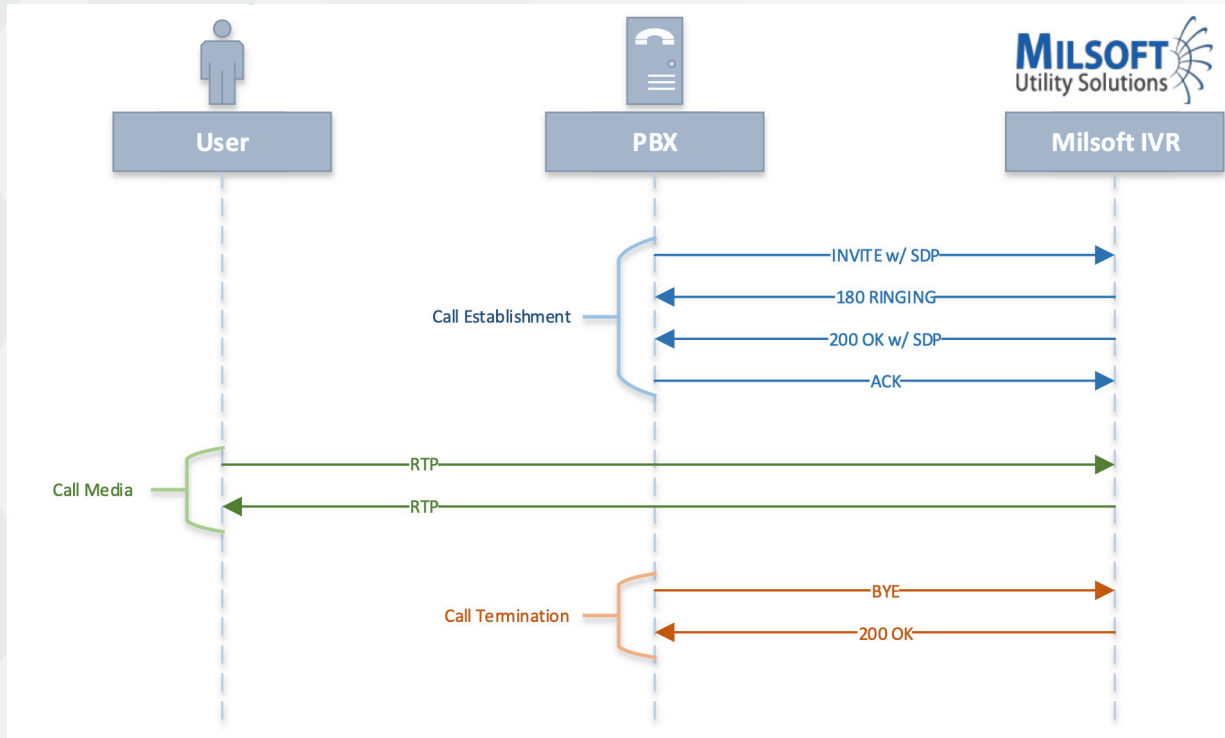 MILSOFT
Utility Solutions
User
PBX
Milsoft IVR
INVITE w/ SDP
180 RINGING
Call Establishment
200 OK w/ SDP
ACK
RTP
Call Media
RTP
BYE
Call Termination
200 OK